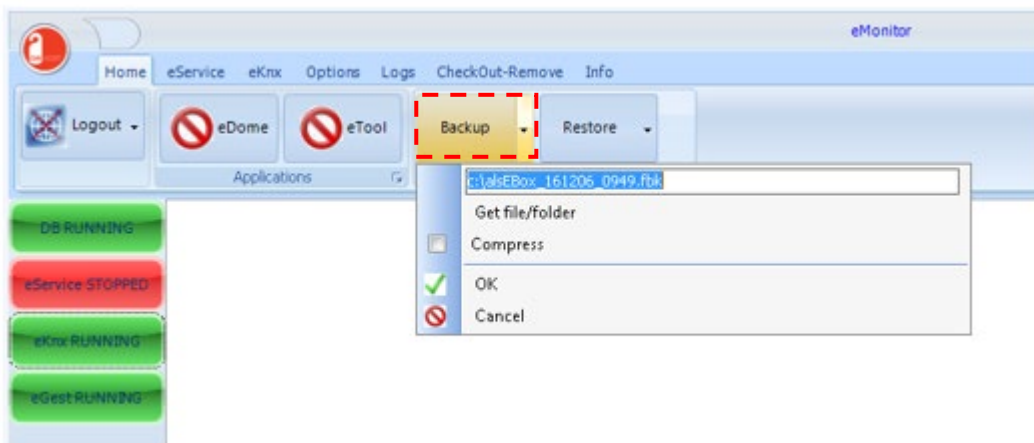 eMonitor
Home eService eKnx Options Logs CheckOut-Remove Info
Logout eDome eTool Backup Restore
Applications
c:\alsEBox_161206_0949.fbk
Get file/folder
Compress
OK
Cancel
DB RUNNING
eService STOPPED
eKnx RUNNING
eGest RUNNING